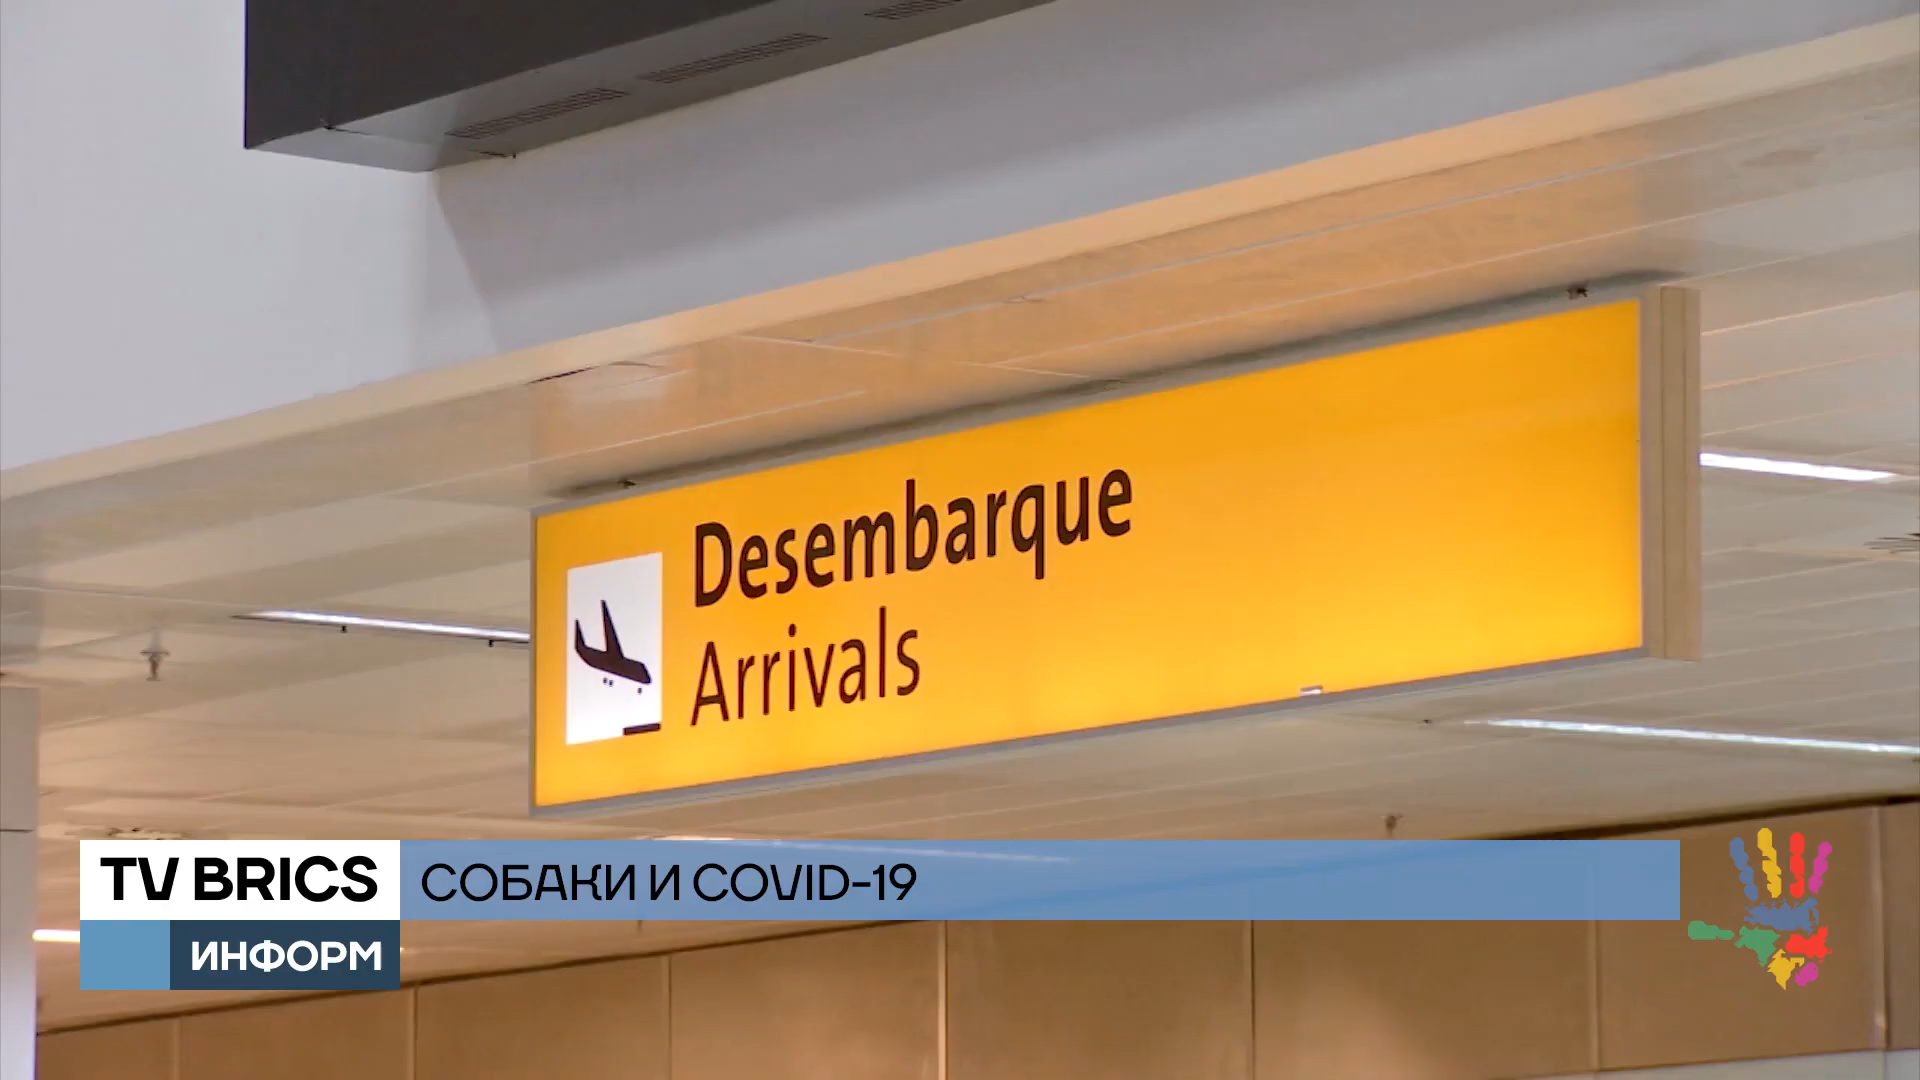 Desembarque
Arrivals
TV BRICS
СОБАКИ И COVID-19
ИНФОРМ